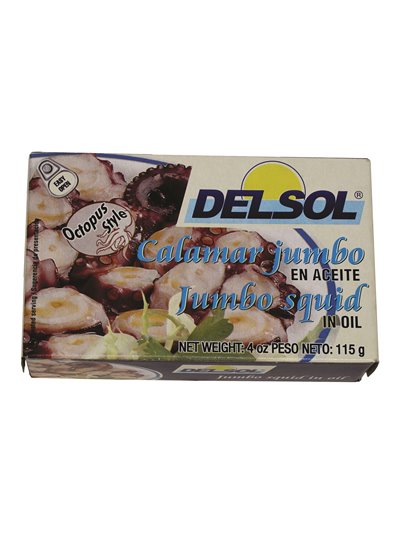 EASY
OPEN
Octopus
Style
DELSOL®
Calamar jumbo
EN ACEITE
Jumbo squid
IN OIL
NET WEIGHT: 4 oz PESO NETO: 115 g
DELSOL
Jumbo squid in oil